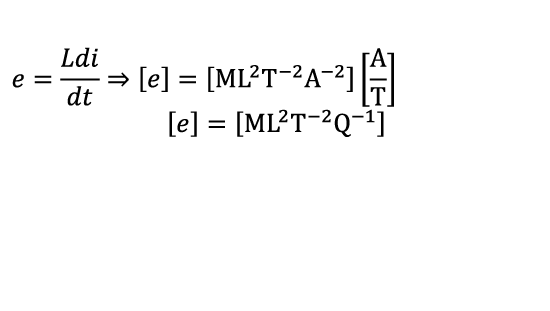 e = Ldi/dt ⇒ [e] = [ML²T⁻²A⁻²] [A/T]
[e] = [ML²T⁻²Q⁻¹]